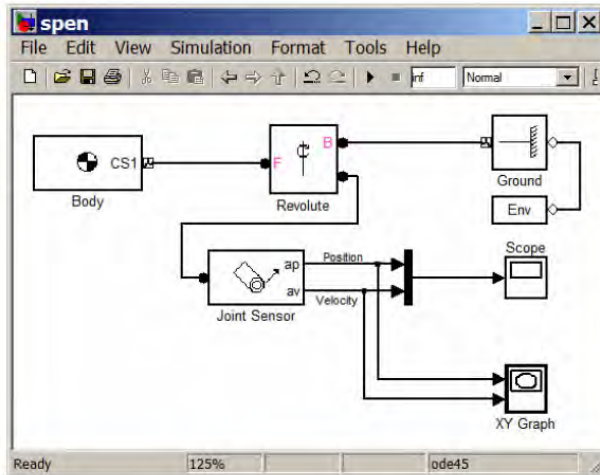 spen
File Edit View Simulation Format Tools Help
inf Normal
CS1 F B
Body Revolute Ground
Env
Scope
ap Position
av Velocity
Joint Sensor
XY Graph
Ready 125% ode45